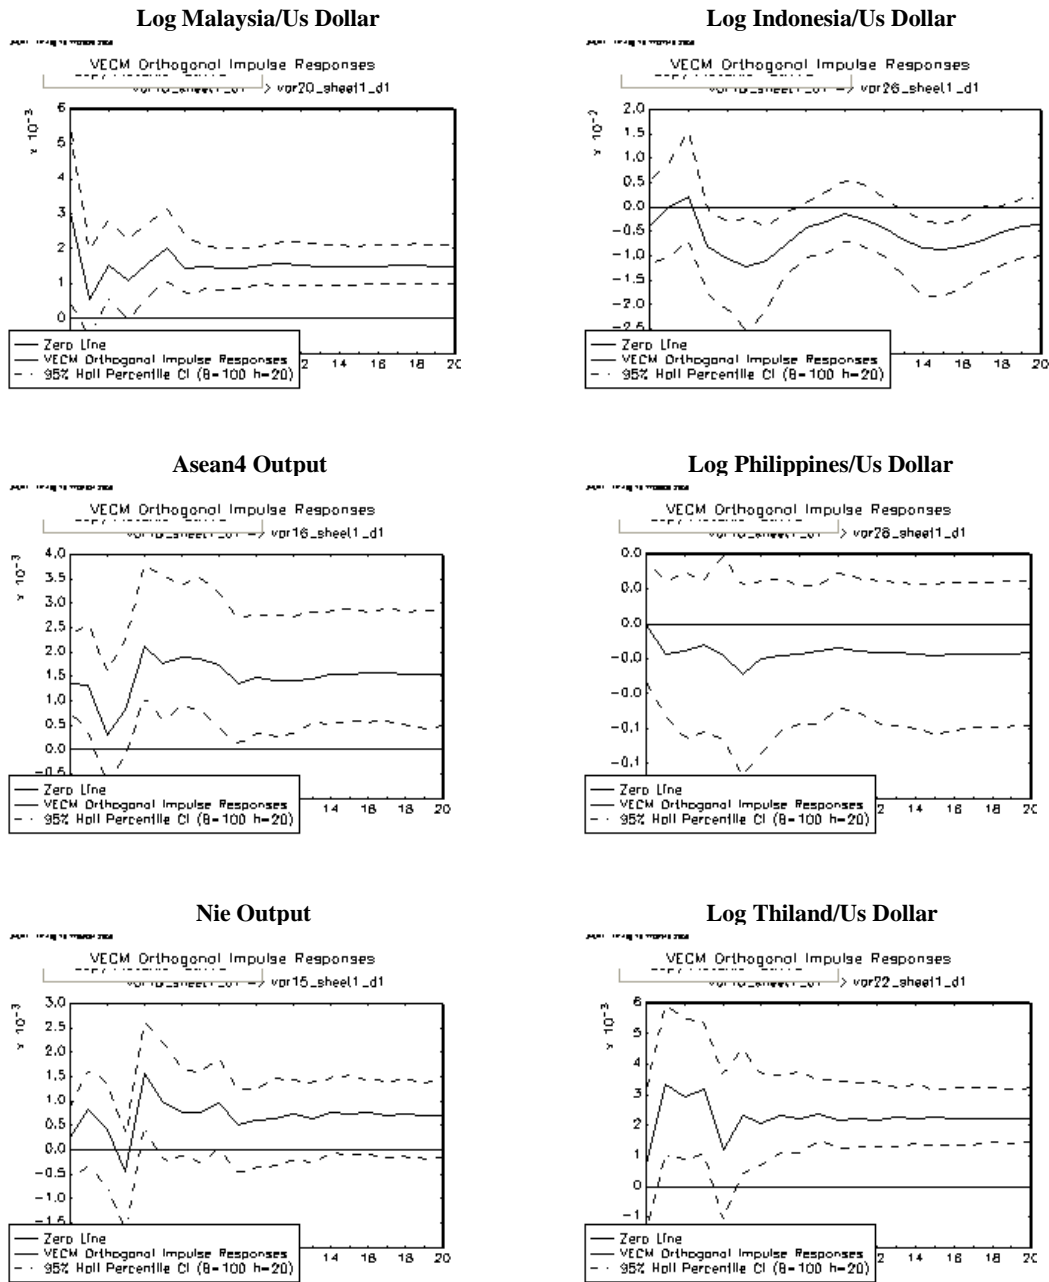 Log Malaysia/Us Dollar
VECM Orthogonal Impulse Responses
> var20_sheet1_d1
× 10⁻³
6
5
4
3
2
1
0
Zero Line
VECM Orthogonal Impulse Responses
95% Hall Percentile CI (B=100 h=20)
12 14 16 18 20
Log Indonesia/Us Dollar
VECM Orthogonal Impulse Responses
-> var26_sheet1_d1
× 10⁻²
2.0
1.5
1.0
0.5
0.0
-0.5
-1.0
-1.5
-2.0
-2.5
Zero Line
VECM Orthogonal Impulse Responses
95% Hall Percentile CI (B=100 h=20)
12 14 16 18 20
Asean4 Output
VECM Orthogonal Impulse Responses
-> var16_sheet1_d1
× 10⁻³
4.0
3.5
3.0
2.5
2.0
1.5
1.0
0.5
0.0
-0.5
Zero Line
VECM Orthogonal Impulse Responses
95% Hall Percentile CI (B=100 h=20)
12 14 16 18 20
Log Philippines/Us Dollar
VECM Orthogonal Impulse Responses
> var28_sheet1_d1
0.0
0.0
0.0
-0.0
-0.0
-0.1
-0.1
Zero Line
VECM Orthogonal Impulse Responses
95% Hall Percentile CI (B=100 h=20)
12 14 16 18 20
Nie Output
VECM Orthogonal Impulse Responses
-> var15_sheet1_d1
× 10⁻³
3.0
2.5
2.0
1.5
1.0
0.5
0.0
-0.5
-1.0
-1.5
Zero Line
VECM Orthogonal Impulse Responses
95% Hall Percentile CI (B=100 h=20)
12 14 16 18 20
Log Thiland/Us Dollar
VECM Orthogonal Impulse Responses
> var22_sheet1_d1
× 10⁻³
6
5
4
3
2
1
0
-1
Zero Line
VECM Orthogonal Impulse Responses
95% Hall Percentile CI (B=100 h=20)
12 14 16 18 20